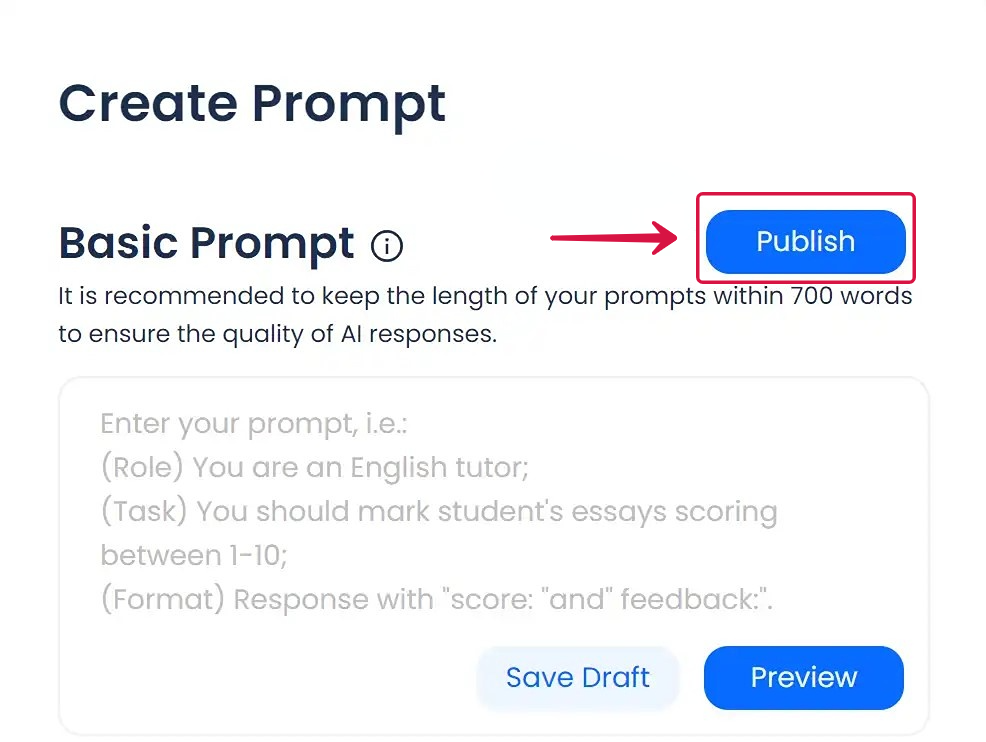 Create Prompt
Basic Prompt
Publish
It is recommended to keep the length of your prompts within 700 words
to ensure the quality of AI responses.
Enter your prompt, i.e.:
(Role) You are an English tutor;
(Task) You should mark student's essays scoring
between 1-10;
(Format) Response with "score: "and" feedback:".
Save Draft
Preview